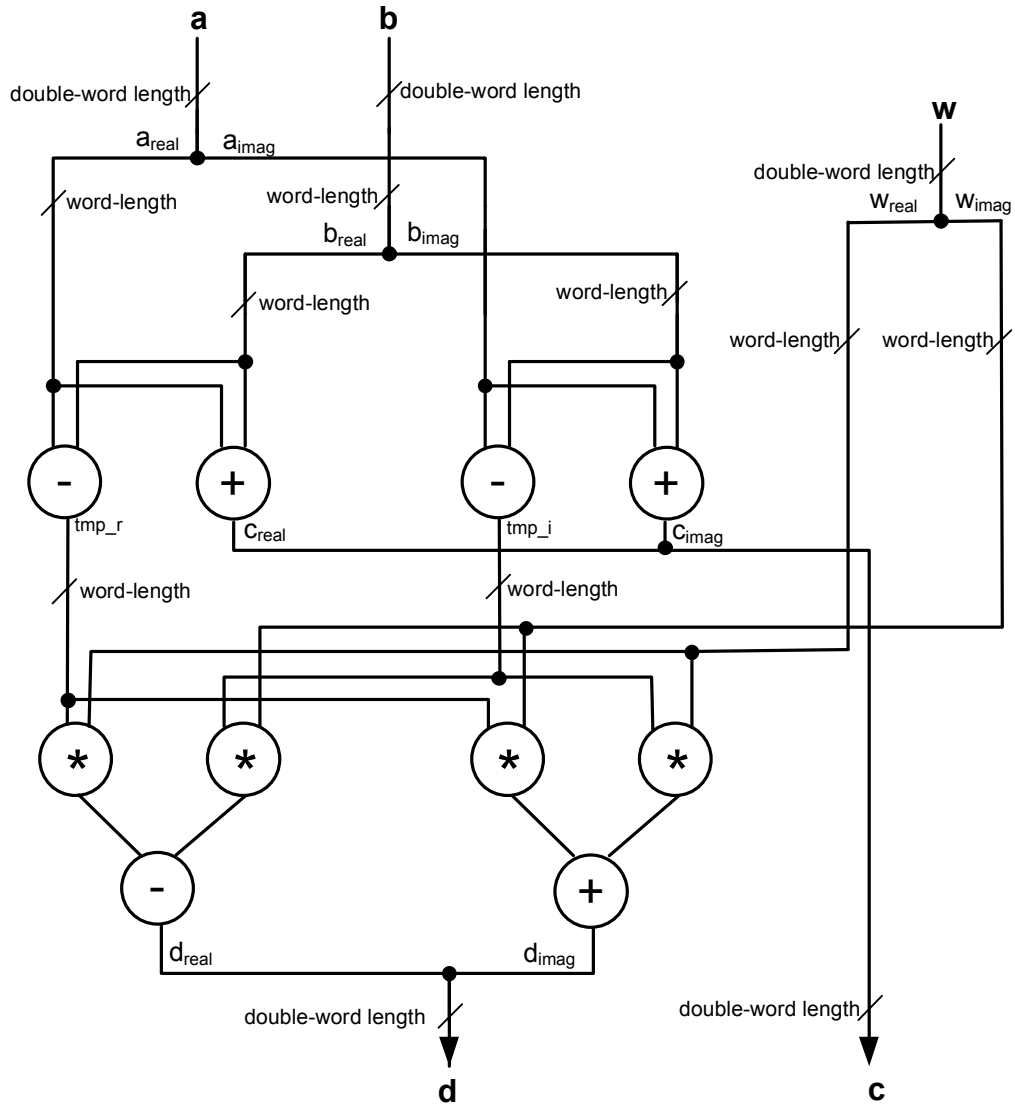 a b
double-word length double-word length
w
a_real a_imag
double-word length
word-length word-length
w_real w_imag
b_real b_imag
word-length word-length
word-length word-length
- + - +
tmp_r c_real tmp_i c_imag
word-length word-length
* * * *
- +
d_real d_imag
double-word length double-word length
d c